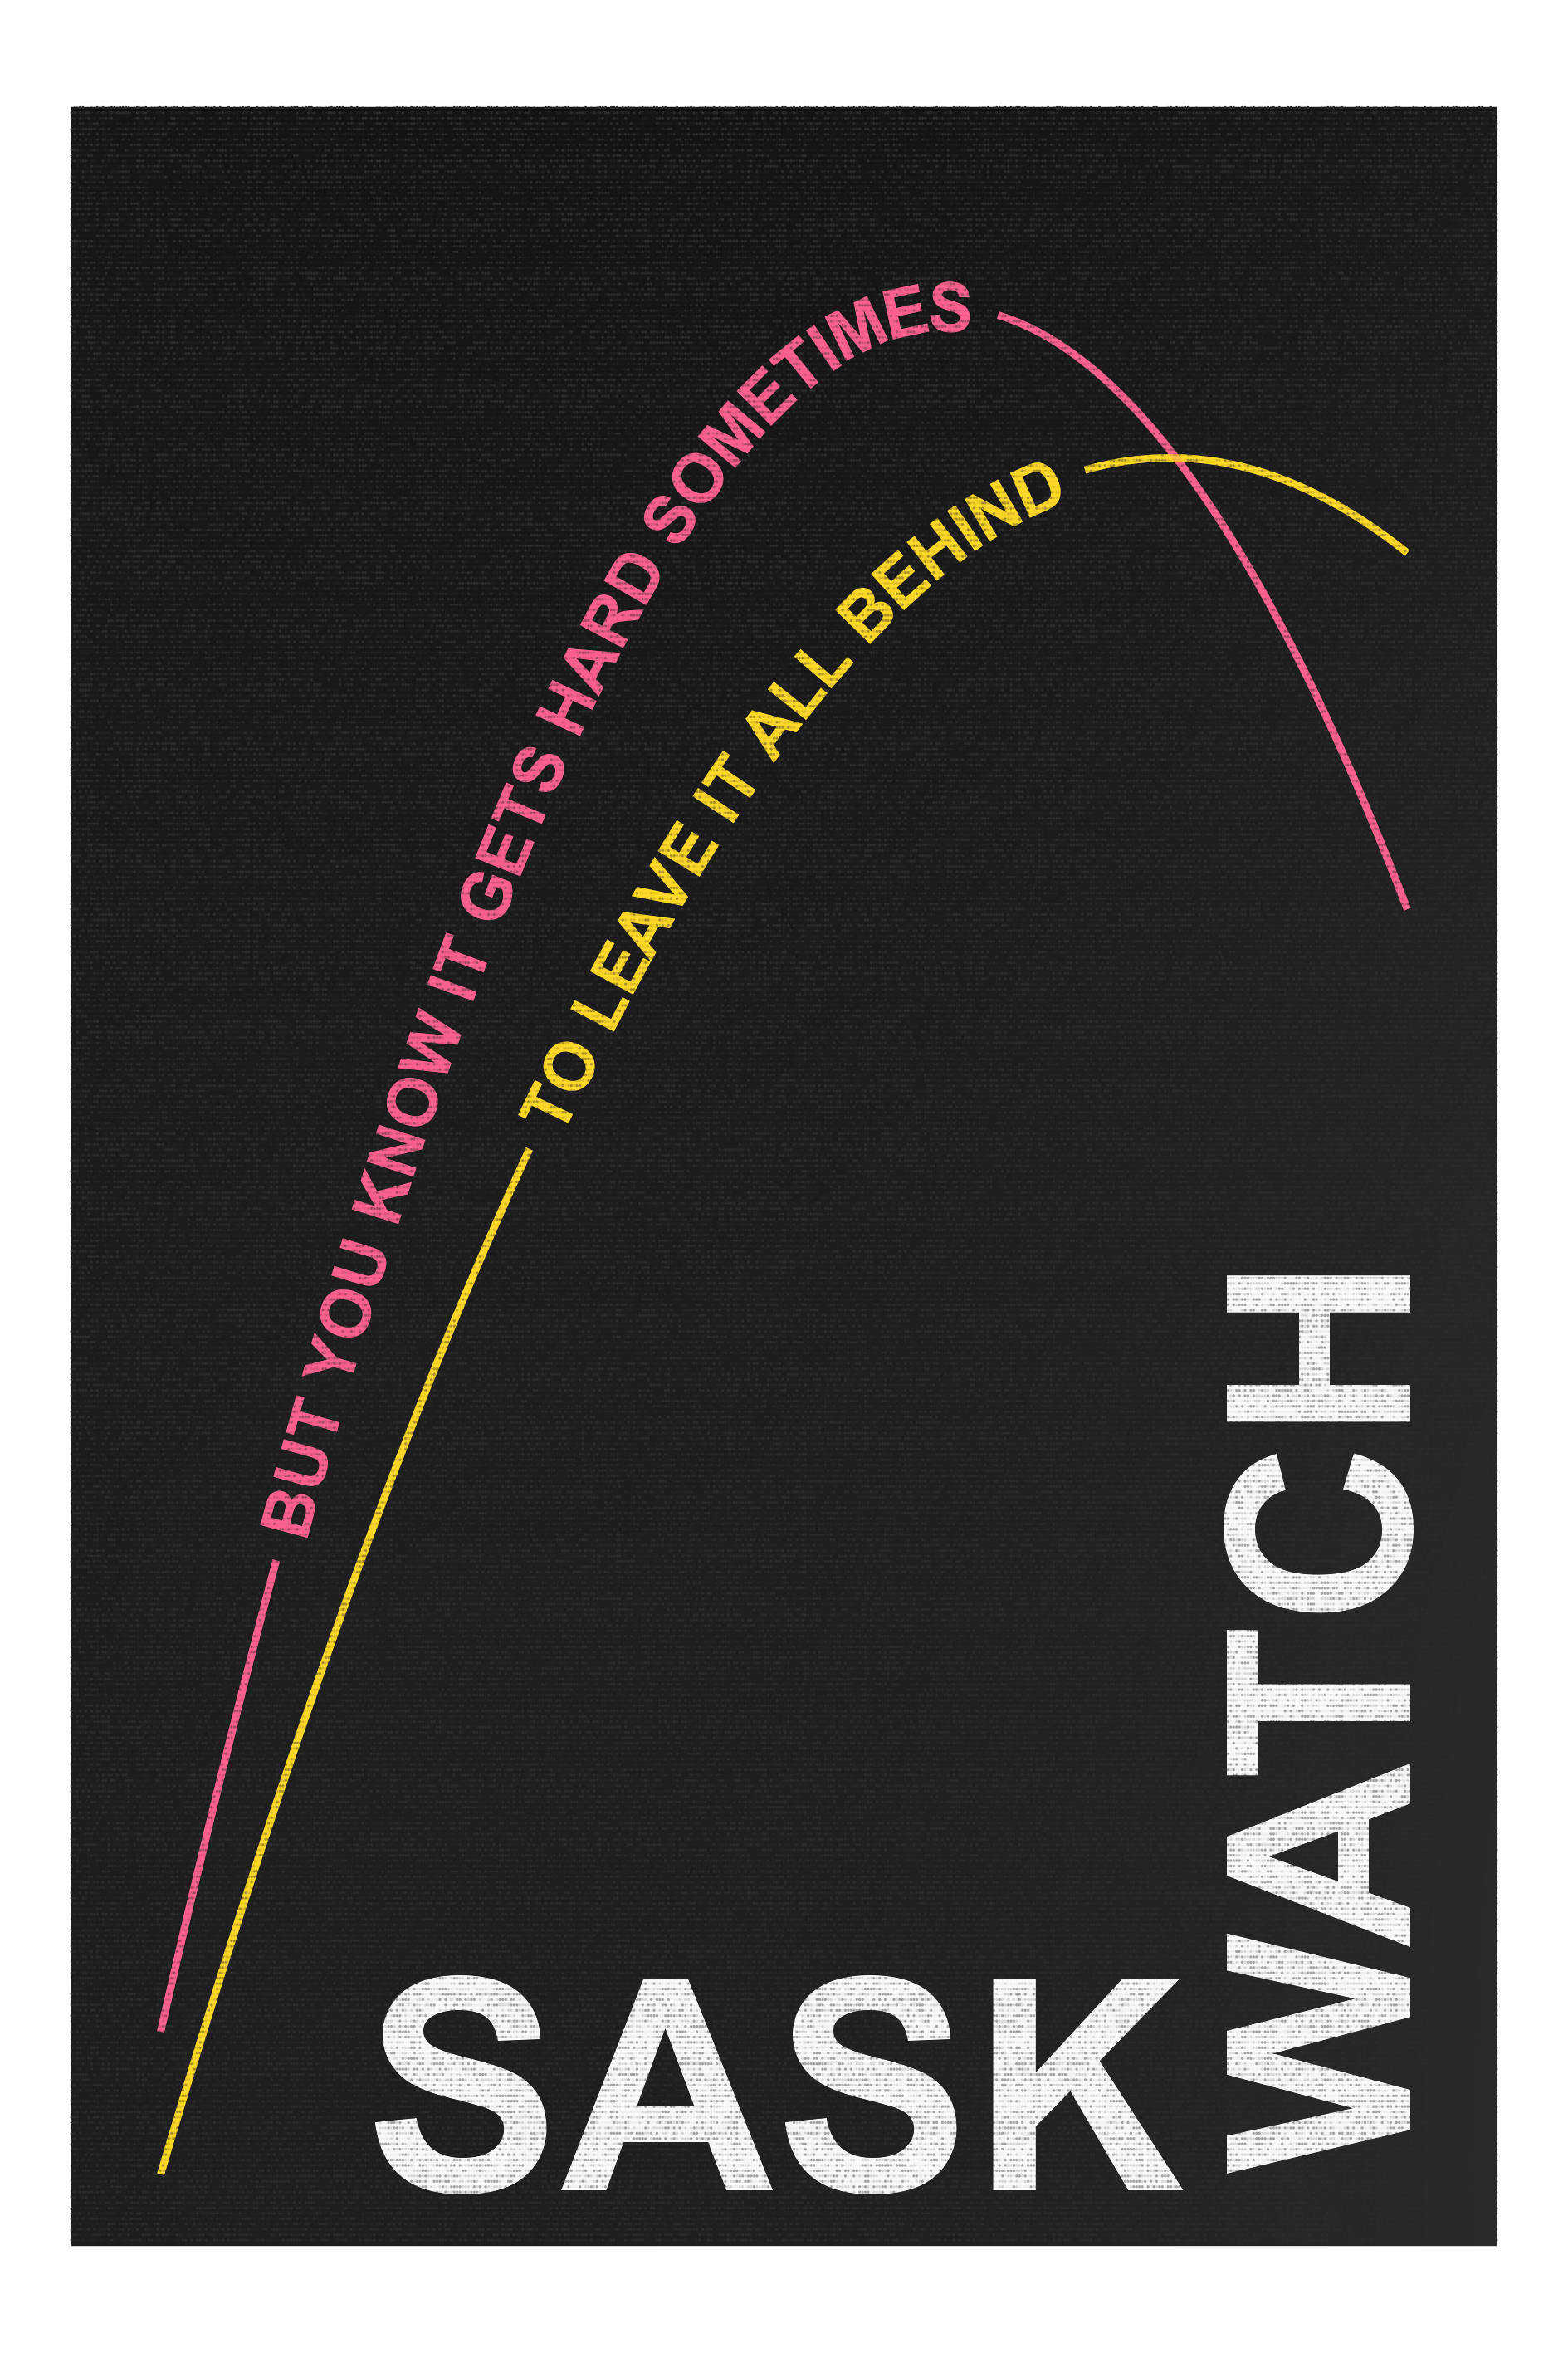 BUT YOU KNOW IT GETS HARD SOMETIMES
TO LEAVE IT ALL BEHIND
SASK
WATCH